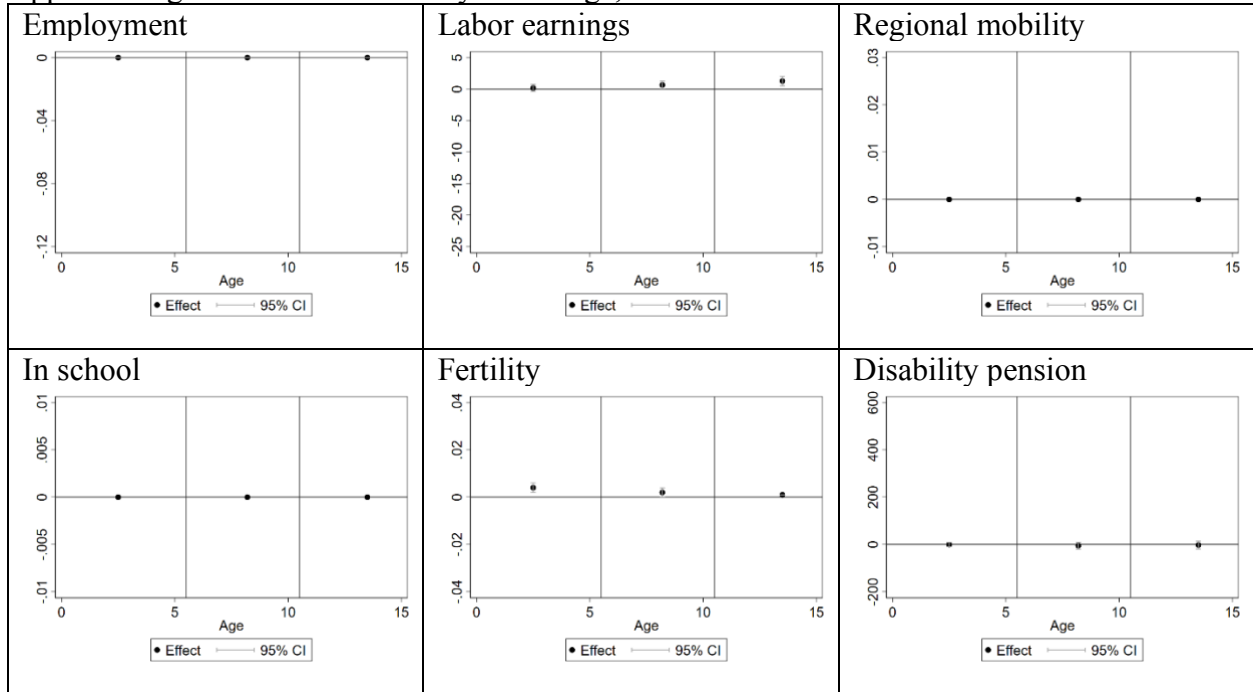 Employment
0
-.04
-.08
-.12
0 5 10 15
Age
Effect 95% CI
Labor earnings
5
0
-5
-10
-15
-20
-25
0 5 10 15
Age
Effect 95% CI
Regional mobility
.03
.02
.01
0
-.01
0 5 10 15
Age
Effect 95% CI
In school
.01
.005
0
-.005
-.01
0 5 10 15
Age
Effect 95% CI
Fertility
.04
.02
0
-.02
-.04
0 5 10 15
Age
Effect 95% CI
Disability pension
600
400
200
0
-200
0 5 10 15
Age
Effect 95% CI